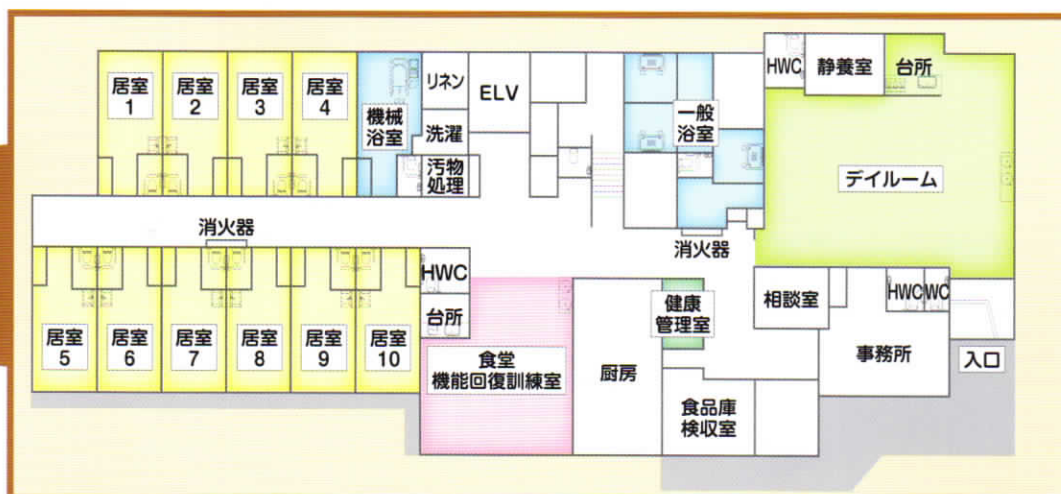 居室
1
居室
2
居室
3
居室
4
機械
浴室
リネン
洗濯
汚物
処理
ELV
一般
浴室
HWC
静養室
台所
デイルーム
消火器
消火器
居室
5
居室
6
居室
7
居室
8
居室
9
居室
10
HWC
台所
食堂
機能回復訓練室
厨房
健康
管理室
食品庫
検収室
相談室
HWC
WC
事務所
入口